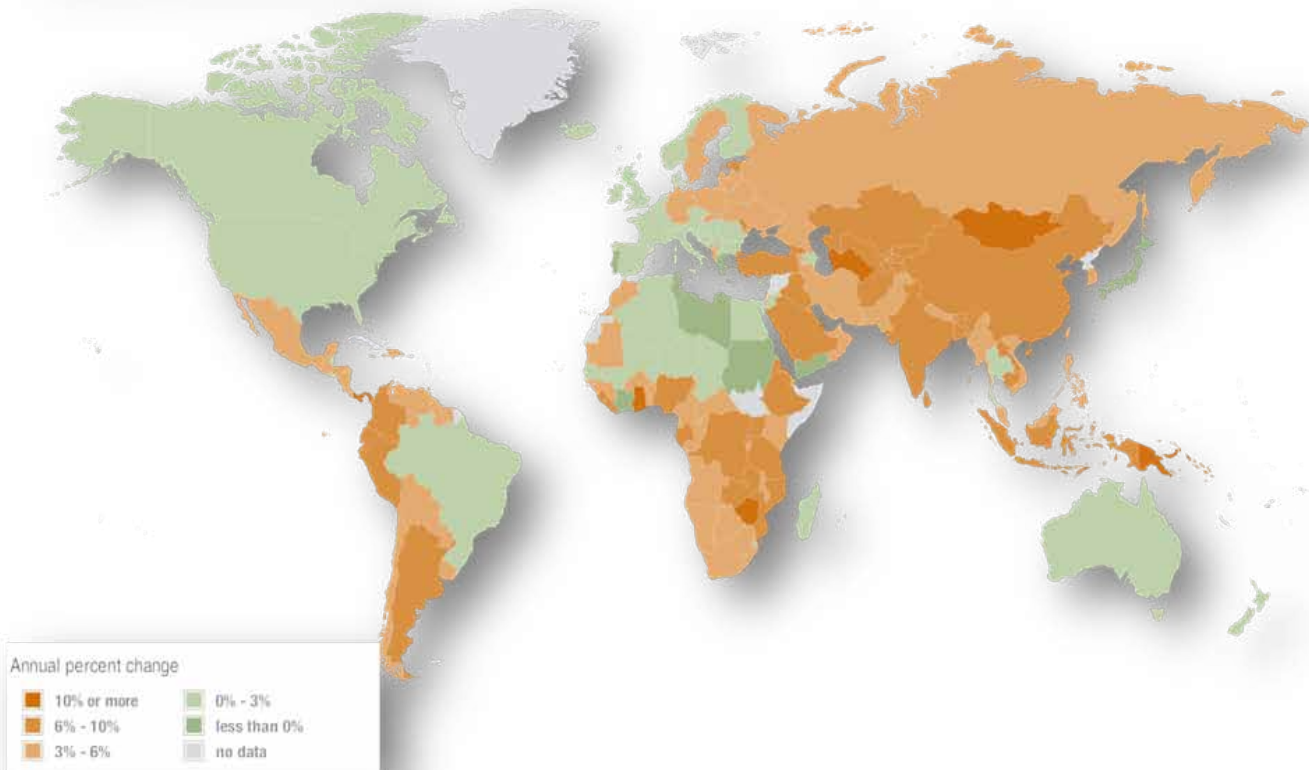 Annual percent change
10% or more
0% - 3%
6% - 10%
less than 0%
3% - 6%
no data